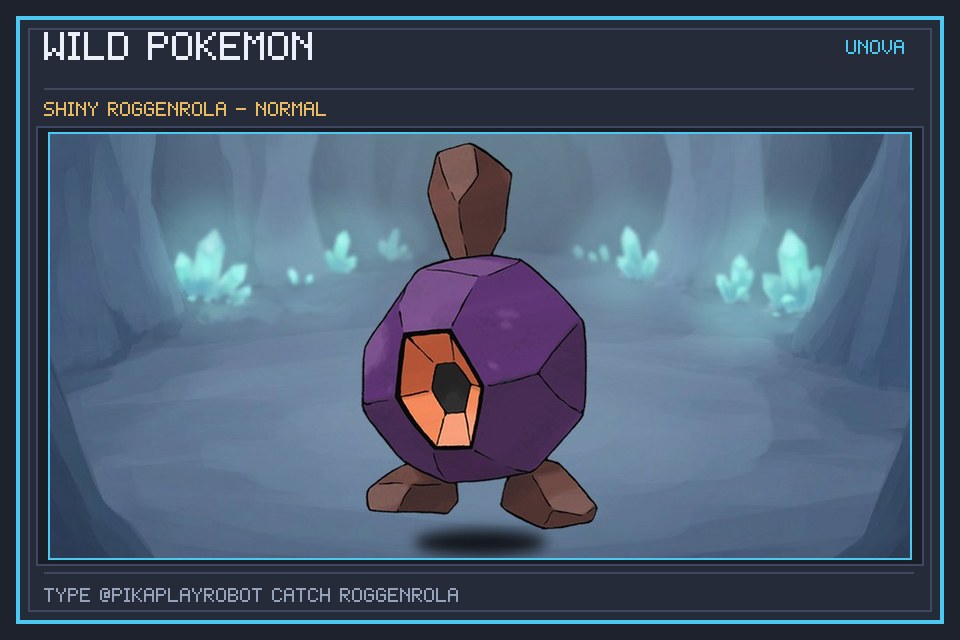 WILD POKEMON
UNOVA
SHINY ROGGENROLA – NORMAL
TYPE @PIKAPLAYROBOT CATCH ROGGENROLA